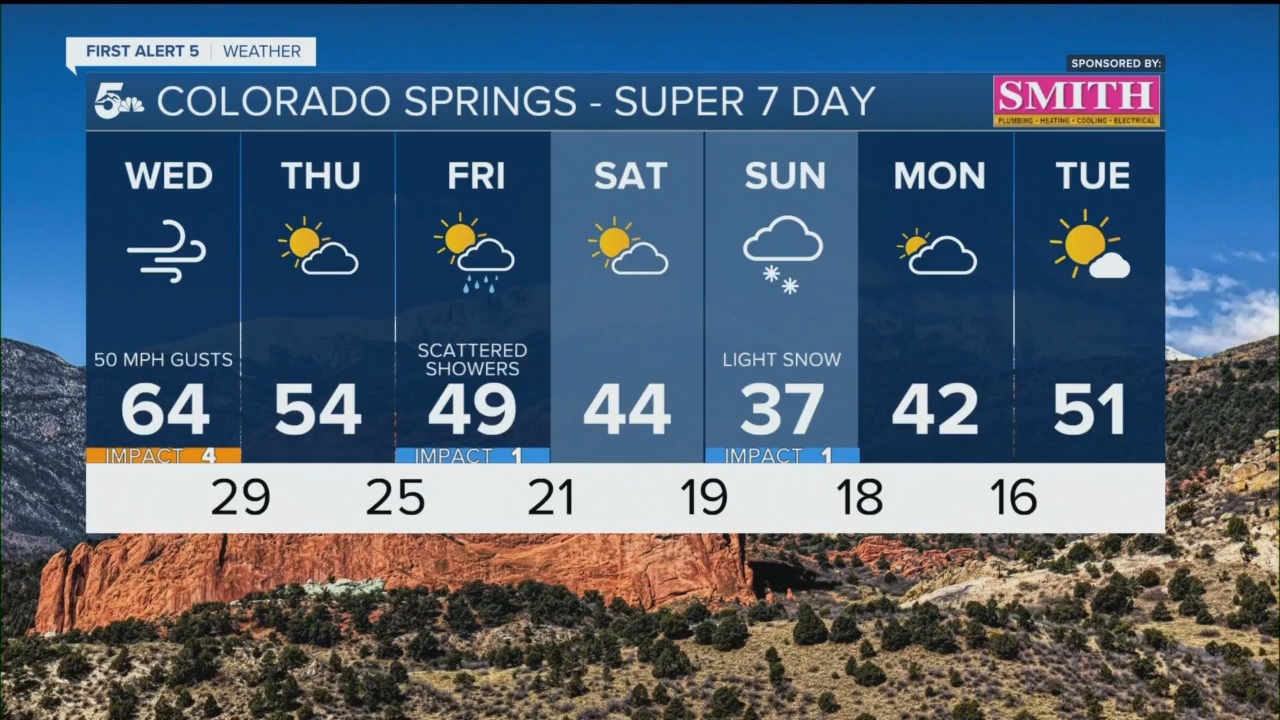 FIRST ALERT 5 | WEATHER
SPONSORED BY:
5 COLORADO SPRINGS - SUPER 7 DAY
SMITH
PLUMBING • HEATING • COOLING • ELECTRICAL
WED THU FRI SAT SUN MON TUE
50 MPH GUSTS
SCATTERED
SHOWERS
LIGHT SNOW
64 54 49 44 37 42 51
IMPACT 4 IMPACT 1 IMPACT 1
29 25 21 19 18 16